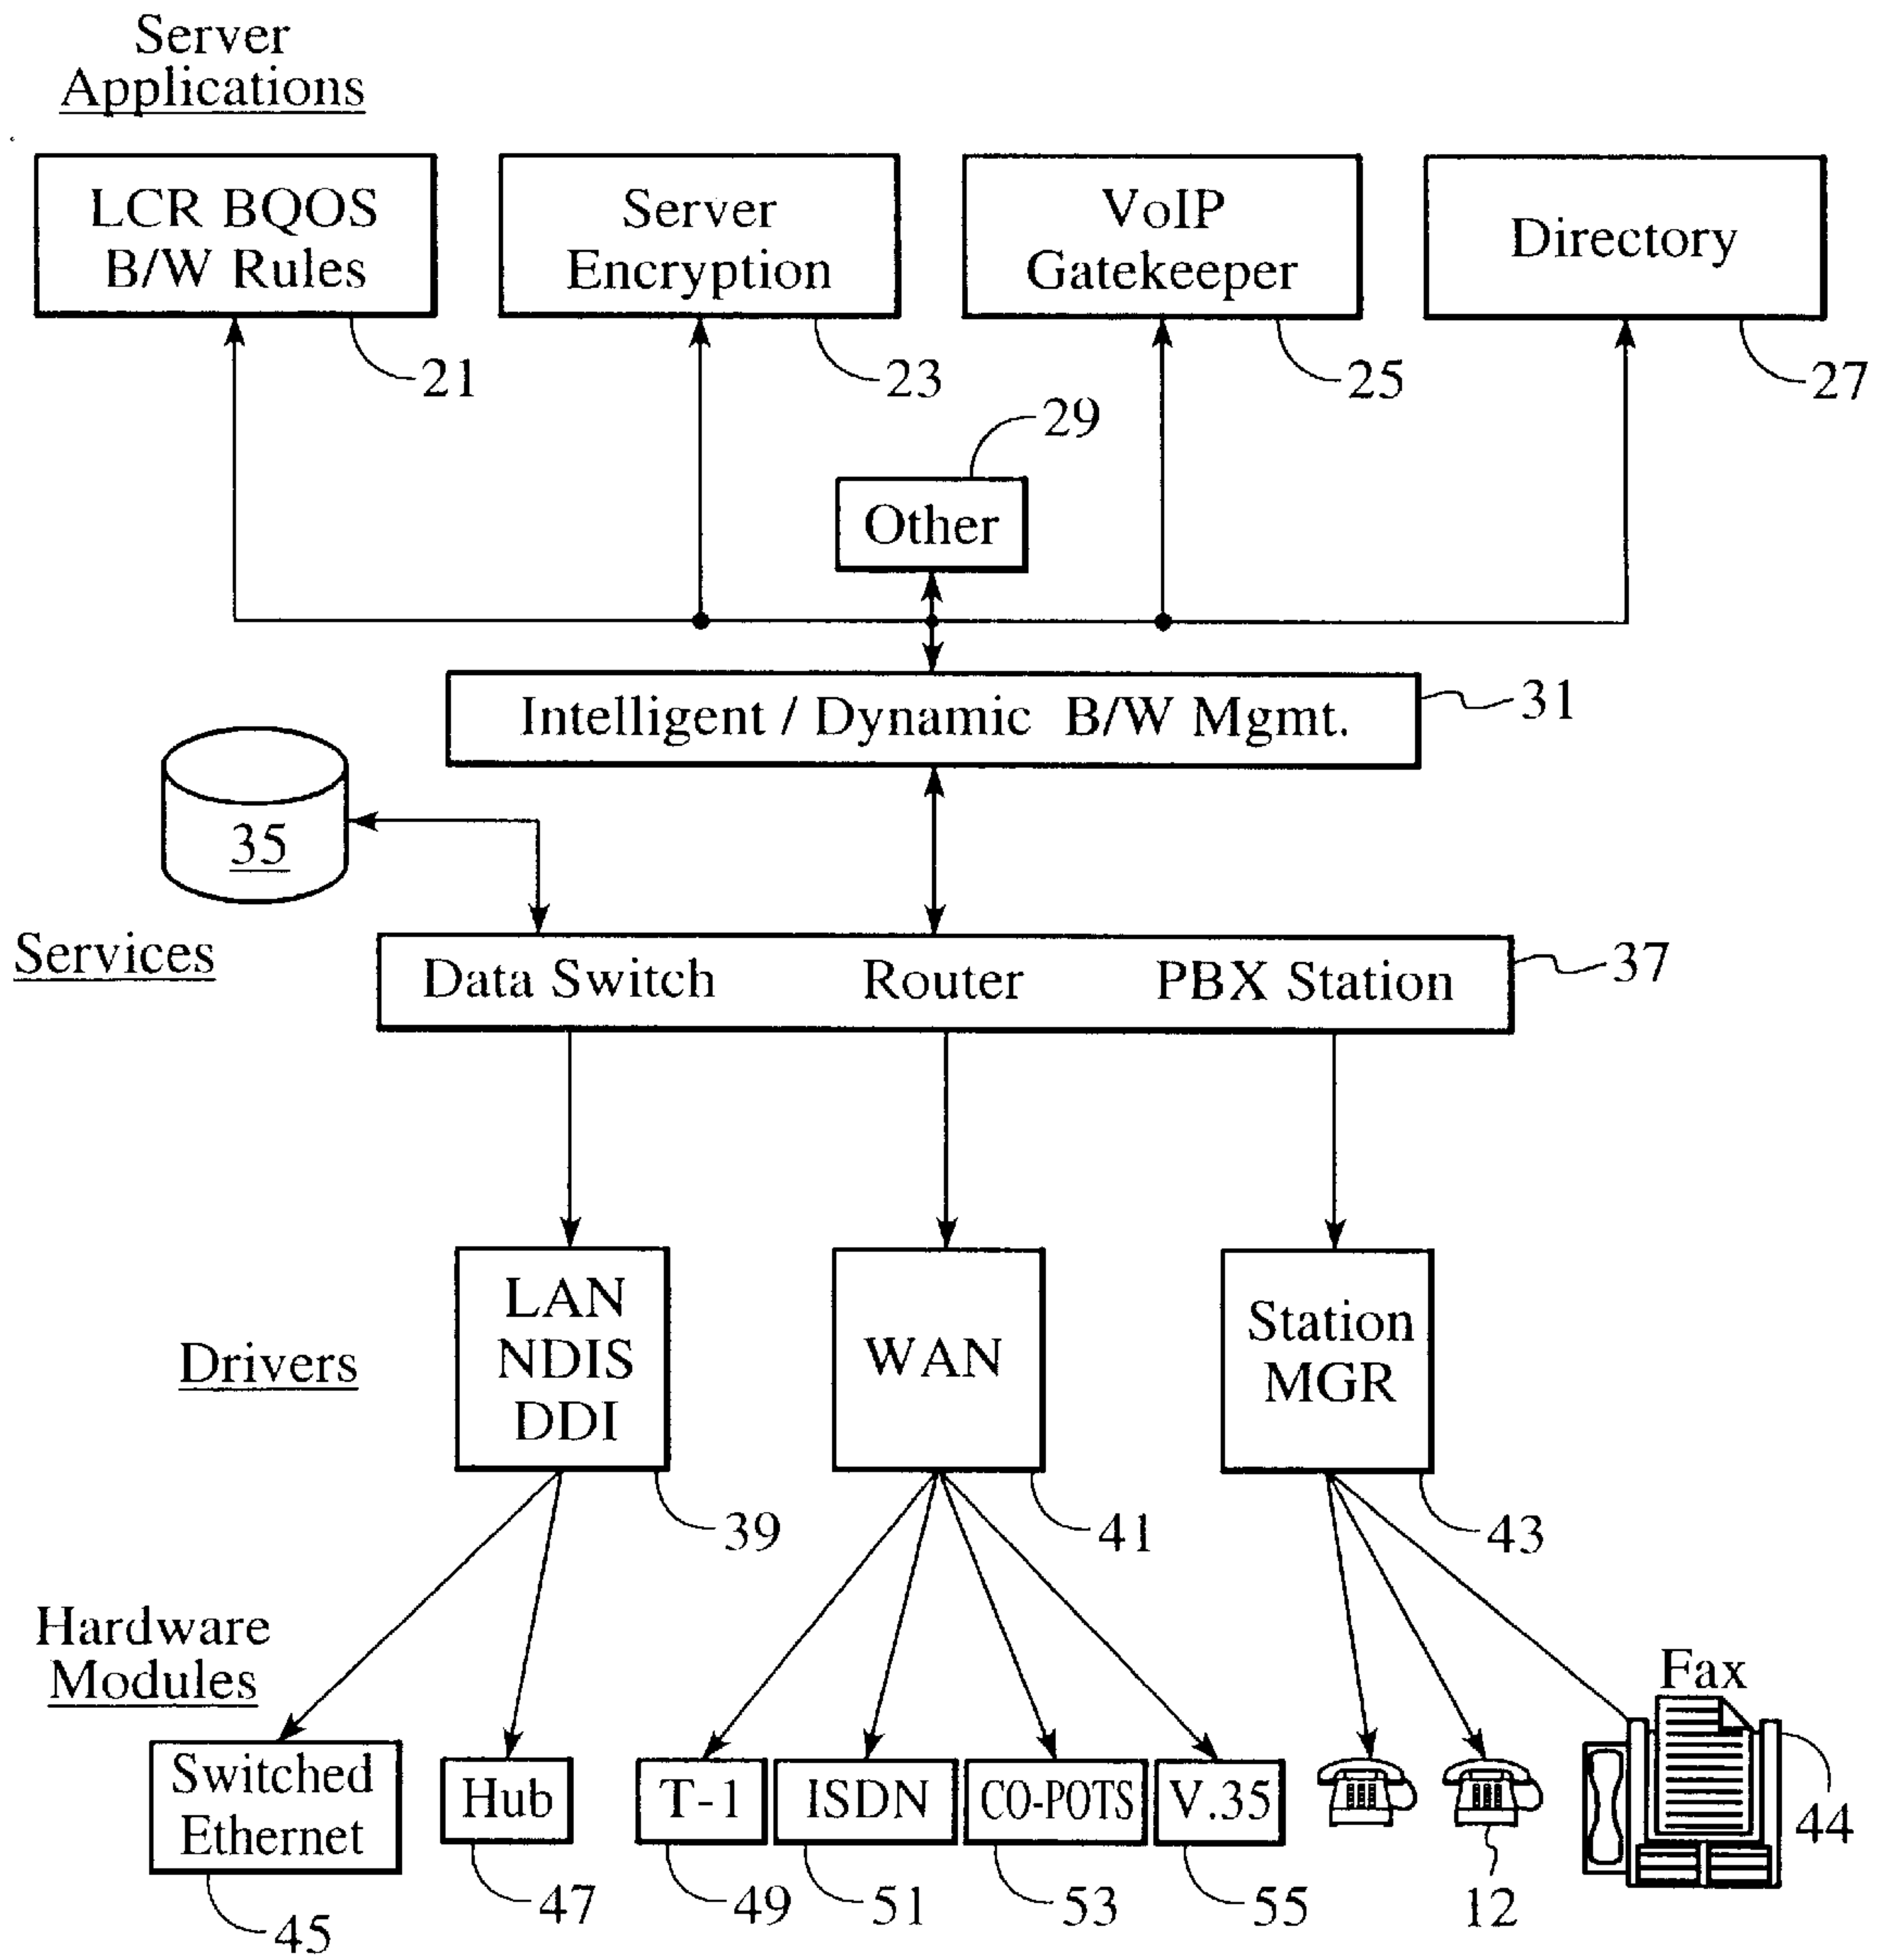 Server
Applications
LCR BQOS
B/W Rules
Server
Encryption
VoIP
Gatekeeper
Directory
21
23
25
27
29
Other
Intelligent / Dynamic B/W Mgmt.
31
35
Services
Data Switch Router PBX Station
37
Drivers
LAN
NDIS
DDI
WAN
Station
MGR
39
41
43
Hardware
Modules
Fax
Switched
Ethernet
Hub
T-1
ISDN
CO-POTS
V.35
44
45
47
49
51
53
55
12